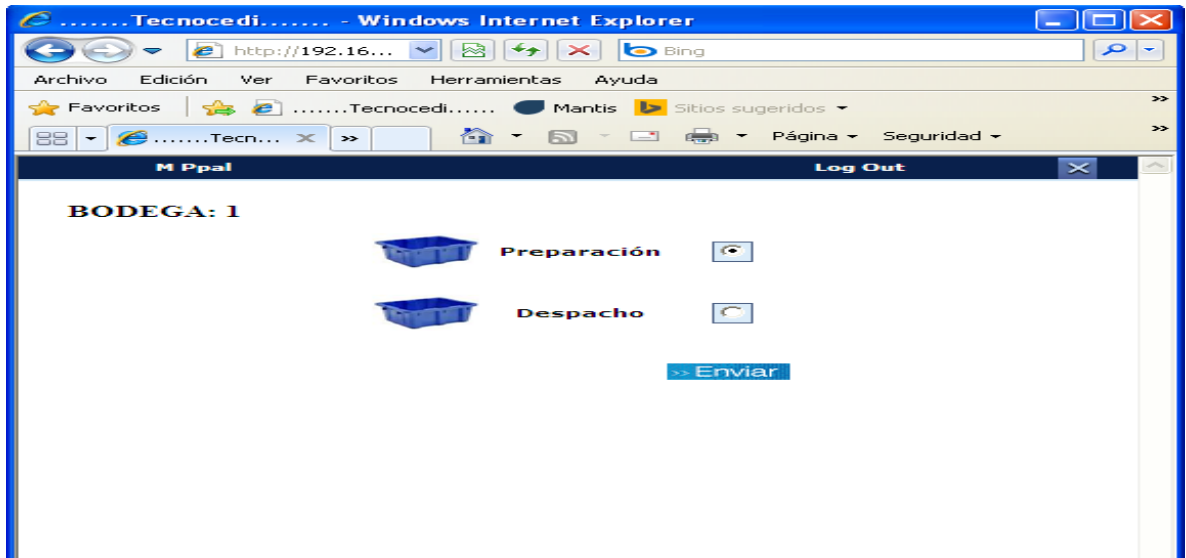 .......Tecnocedi....... - Windows Internet Explorer
http://192.16... Bing
Archivo Edición Ver Favoritos Herramientas Ayuda
Favoritos .......Tecnocedi...... Mantis Sitios sugeridos
.......Tecn... Página Seguridad
M Ppal Log Out
BODEGA: 1
Preparación
Despacho
>> Enviar